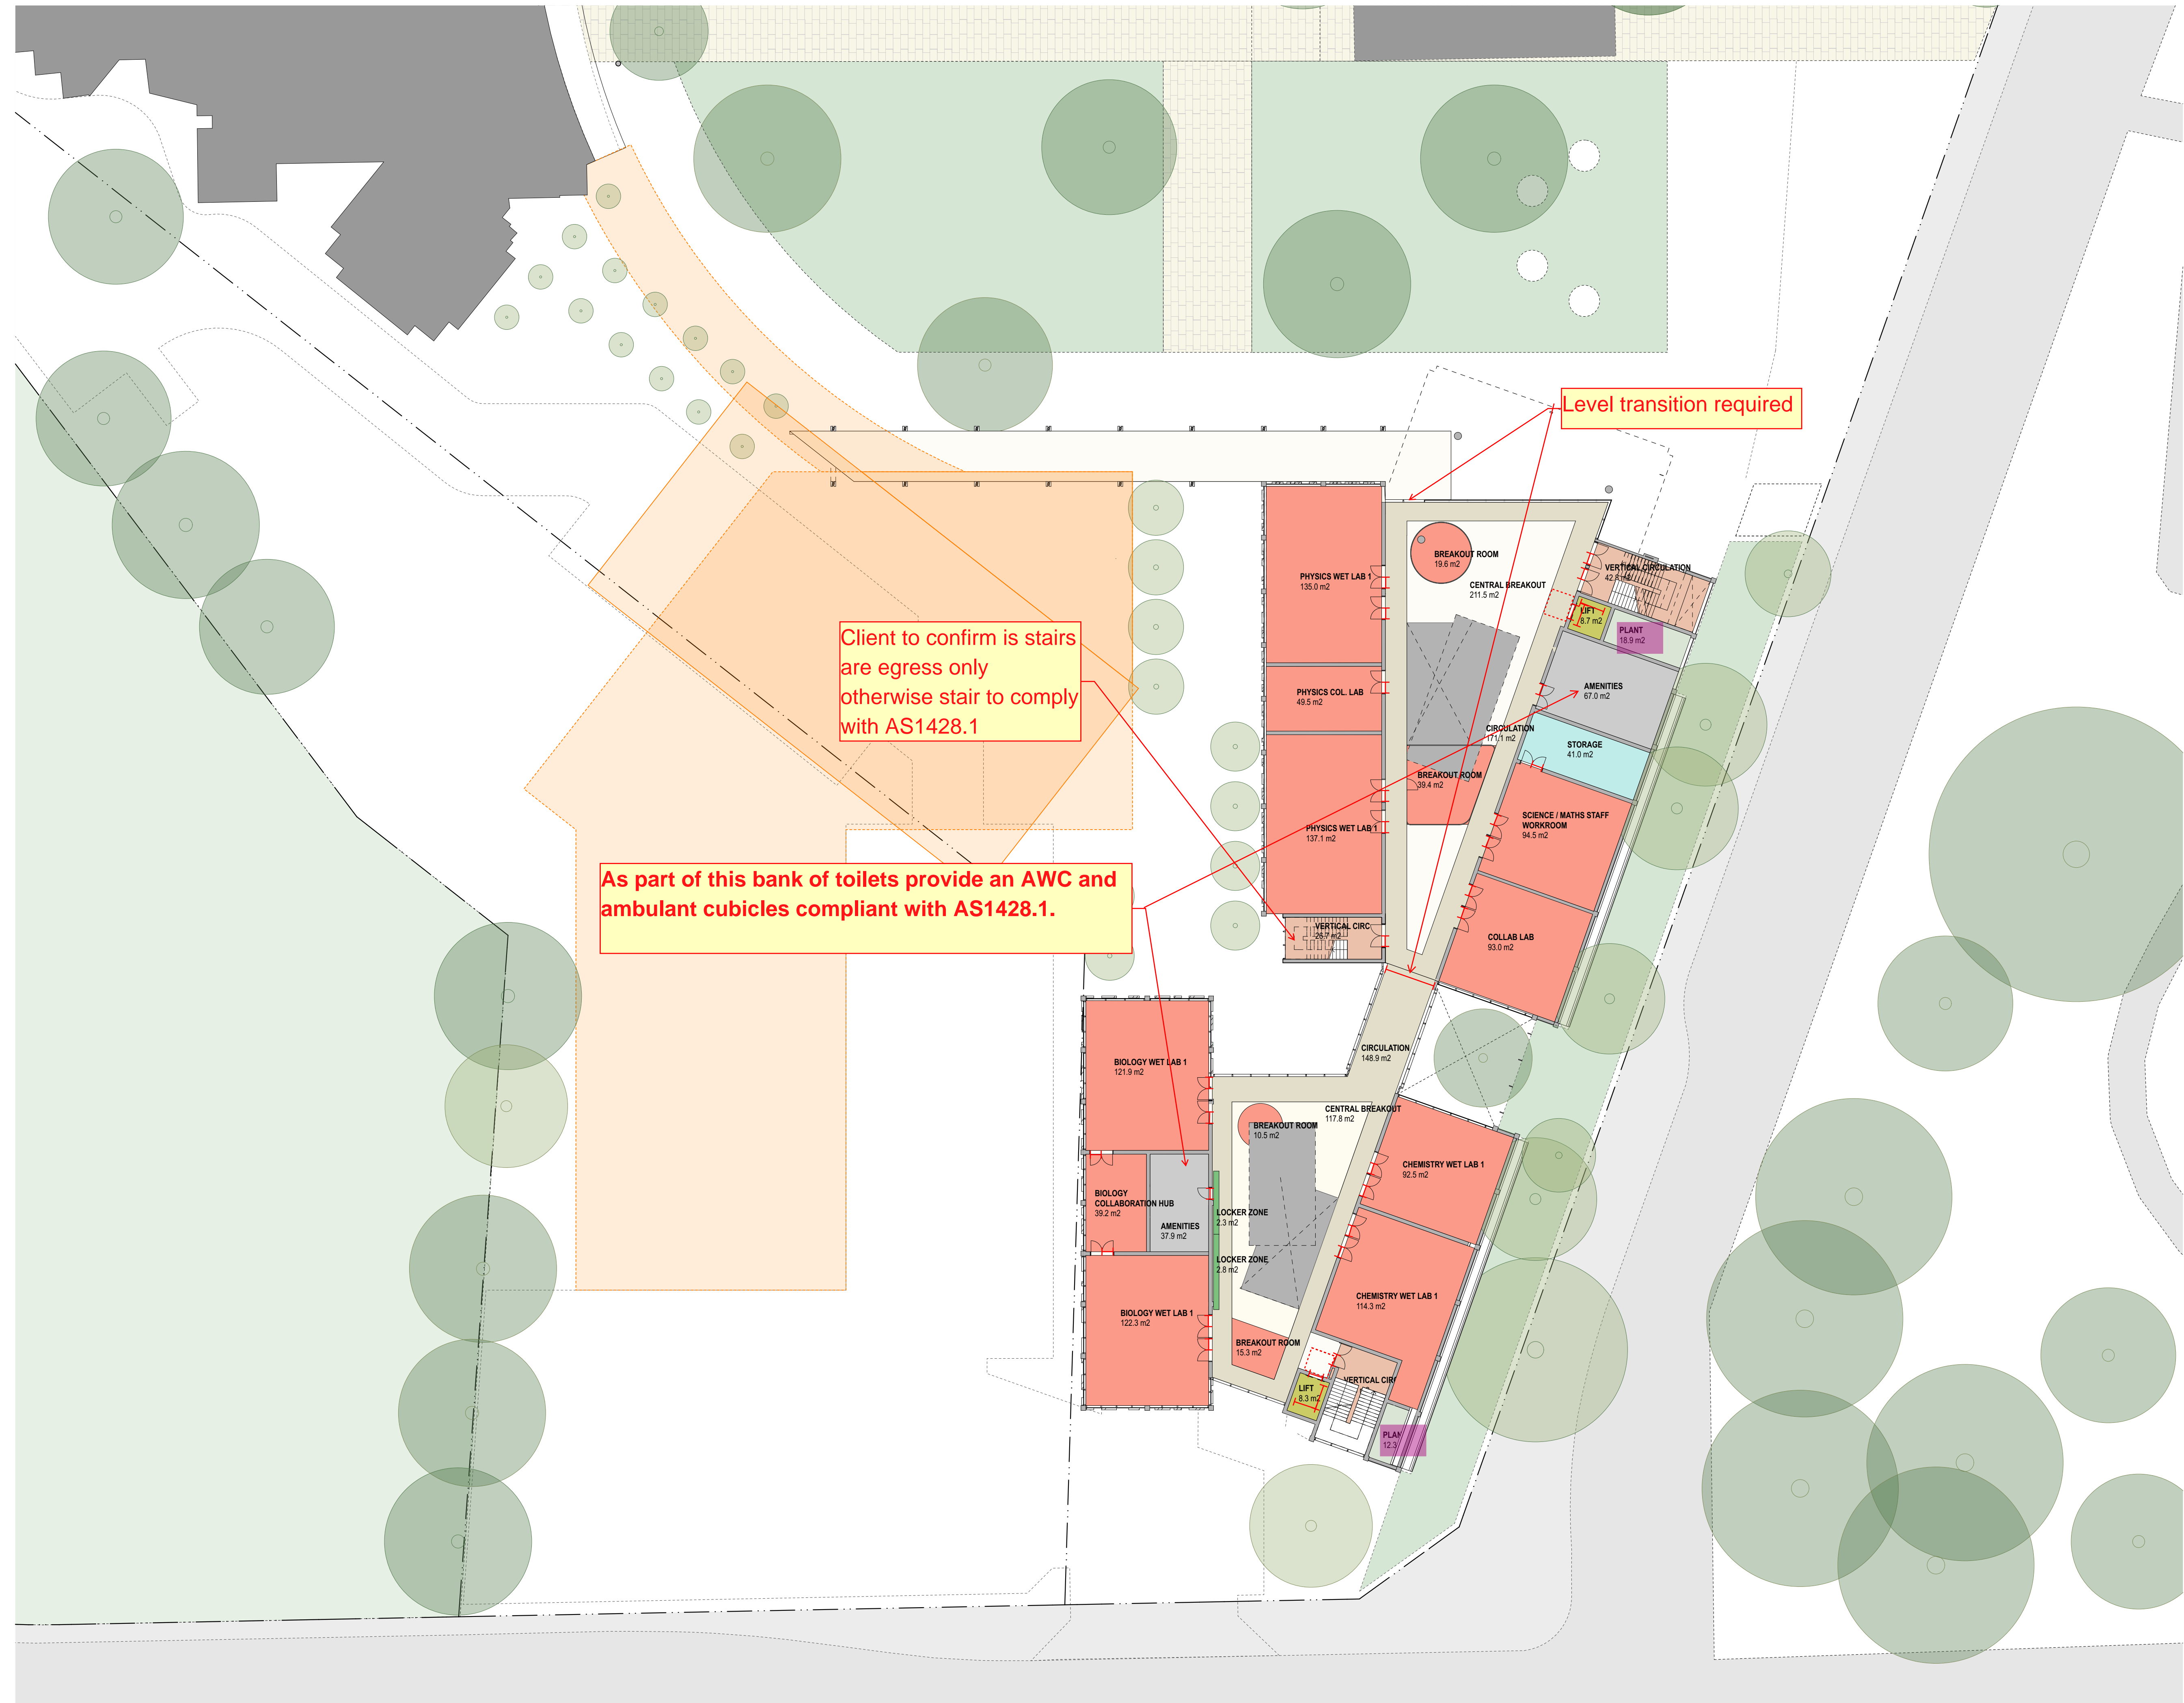 Level transition required
BREAKOUT ROOM
19.6 m2
VERTICAL CIRCULATION
PHYSICS WET LAB 1
135.0 m2
CENTRAL BREAKOUT
211.5 m2
LIFT
8.7 m2
PLANT
18.9 m2
Client to confirm is stairs
are egress only
otherwise stair to comply
with AS1428.1
PHYSICS COL. LAB
49.5 m2
AMENITIES
67.0 m2
CIRCULATION
171.1 m2
STORAGE
41.0 m2
BREAKOUT ROOM
39.4 m2
SCIENCE / MATHS STAFF
WORKROOM
94.5 m2
PHYSICS WET LAB 1
137.1 m2
As part of this bank of toilets provide an AWC and
ambulant cubicles compliant with AS1428.1.
VERTICAL CIRC
26.7 m2
COLLAB LAB
93.0 m2
CIRCULATION
148.9 m2
BIOLOGY WET LAB 1
121.9 m2
CENTRAL BREAKOUT
117.8 m2
BREAKOUT ROOM
10.5 m2
CHEMISTRY WET LAB 1
92.5 m2
BIOLOGY
COLLABORATION HUB
39.2 m2
LOCKER ZONE
2.3 m2
AMENITIES
37.9 m2
LOCKER ZONE
2.8 m2
CHEMISTRY WET LAB 1
114.3 m2
BIOLOGY WET LAB 1
122.3 m2
BREAKOUT ROOM
15.3 m2
VERTICAL CIR
LIFT
8.3 m2
PLAN
12.3